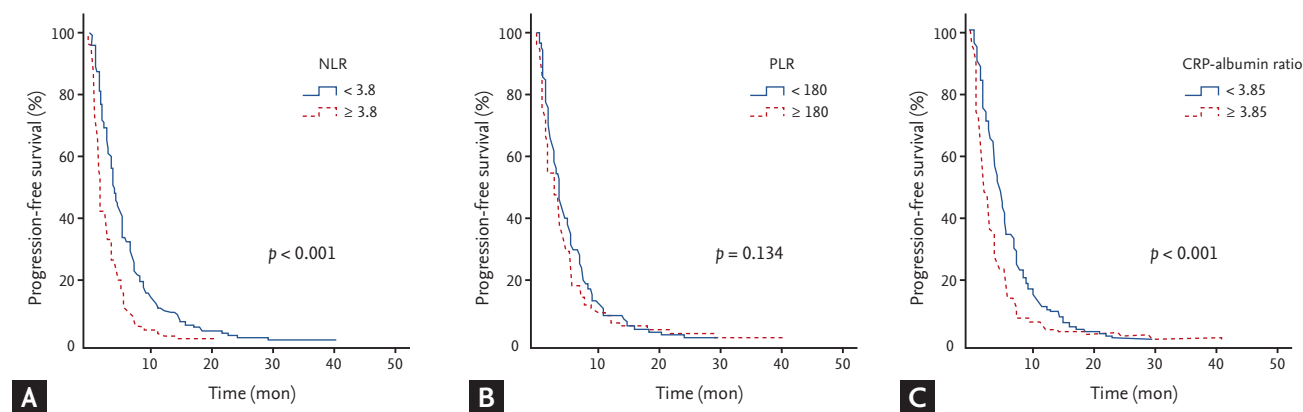 100
80
60
40
20
0
Progression-free survival (%)
NLR
< 3.8
≥ 3.8
p < 0.001
10 20 30 40 50
Time (mon)
A
100
80
60
40
20
0
Progression-free survival (%)
PLR
< 180
≥ 180
p = 0.134
10 20 30 40 50
Time (mon)
B
100
80
60
40
20
0
Progression-free survival (%)
CRP-albumin ratio
< 3.85
≥ 3.85
p < 0.001
10 20 30 40 50
Time (mon)
C